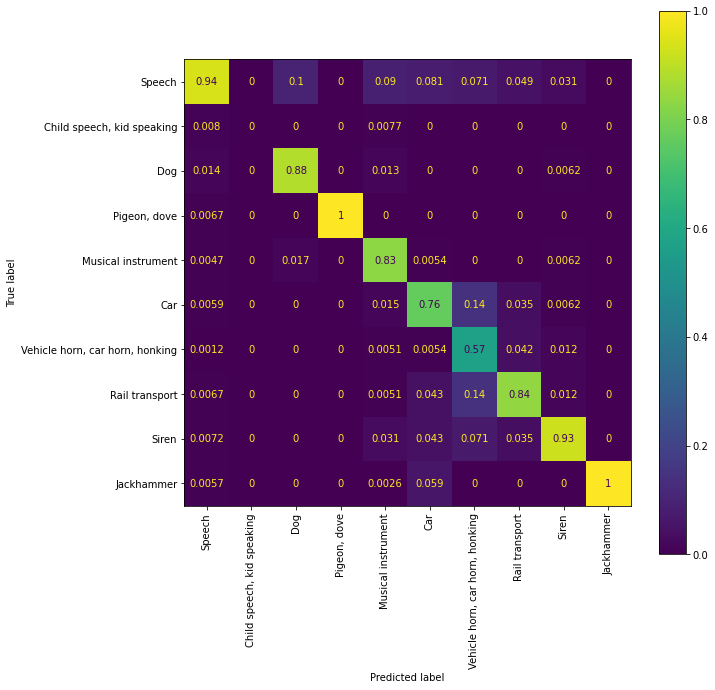 1.0
Speech 0.94 0 0.1 0 0.09 0.081 0.071 0.049 0.031 0
Child speech, kid speaking 0.008 0 0 0 0.0077 0 0 0 0 0
0.8
Dog 0.014 0 0.88 0 0.013 0 0 0 0.0062 0
Pigeon, dove 0.0067 0 0 1 0 0 0 0 0 0
0.6
Musical instrument 0.0047 0 0.017 0 0.83 0.0054 0 0 0.0062 0
True label
Car 0.0059 0 0 0 0.015 0.76 0.14 0.035 0.0062 0
0.4
Vehicle horn, car horn, honking 0.0012 0 0 0 0.0051 0.0054 0.57 0.042 0.012 0
Rail transport 0.0067 0 0 0 0.0051 0.043 0.14 0.84 0.012 0
0.2
Siren 0.0072 0 0 0 0.031 0.043 0.071 0.035 0.93 0
Jackhammer 0.0057 0 0 0 0.0026 0.059 0 0 0 1
0.0
Speech
Child speech, kid speaking
Dog
Pigeon, dove
Musical instrument
Car
Vehicle horn, car horn, honking
Rail transport
Siren
Jackhammer
Predicted label